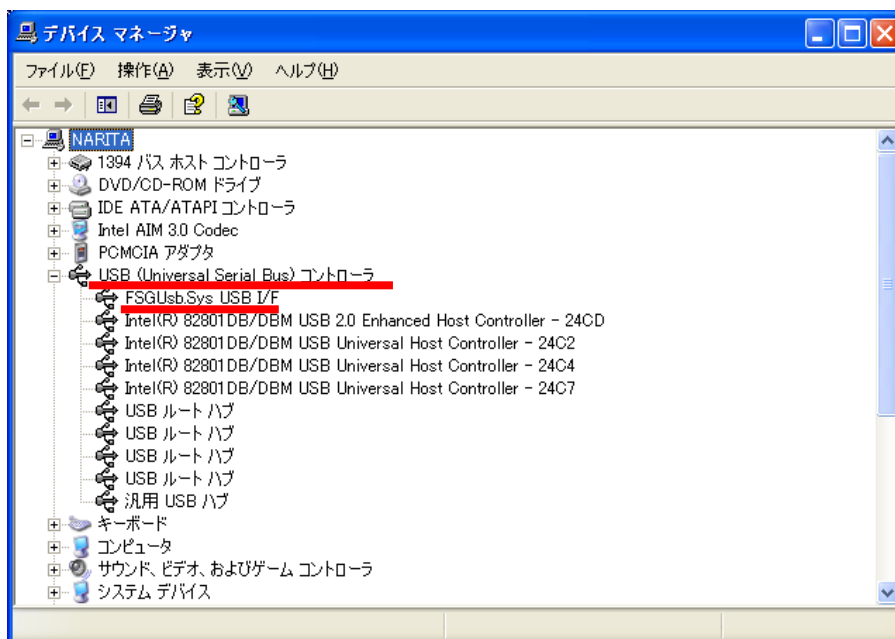 デバイス マネージャ
ファイル(F) 操作(A) 表示(V) ヘルプ(H)
NARITA
1394 バス ホスト コントローラ
DVD/CD-ROM ドライブ
IDE ATA/ATAPI コントローラ
Intel AIM 3.0 Codec
PCMCIA アダプタ
USB (Universal Serial Bus) コントローラ
FSGUsb.Sys USB I/F
Intel(R) 82801DB/DBM USB 2.0 Enhanced Host Controller - 24CD
Intel(R) 82801DB/DBM USB Universal Host Controller - 24C2
Intel(R) 82801DB/DBM USB Universal Host Controller - 24C4
Intel(R) 82801DB/DBM USB Universal Host Controller - 24C7
USB ルート ハブ
USB ルート ハブ
USB ルート ハブ
USB ルート ハブ
汎用 USB ハブ
キーボード
コンピュータ
サウンド、ビデオ、およびゲーム コントローラ
システム デバイス